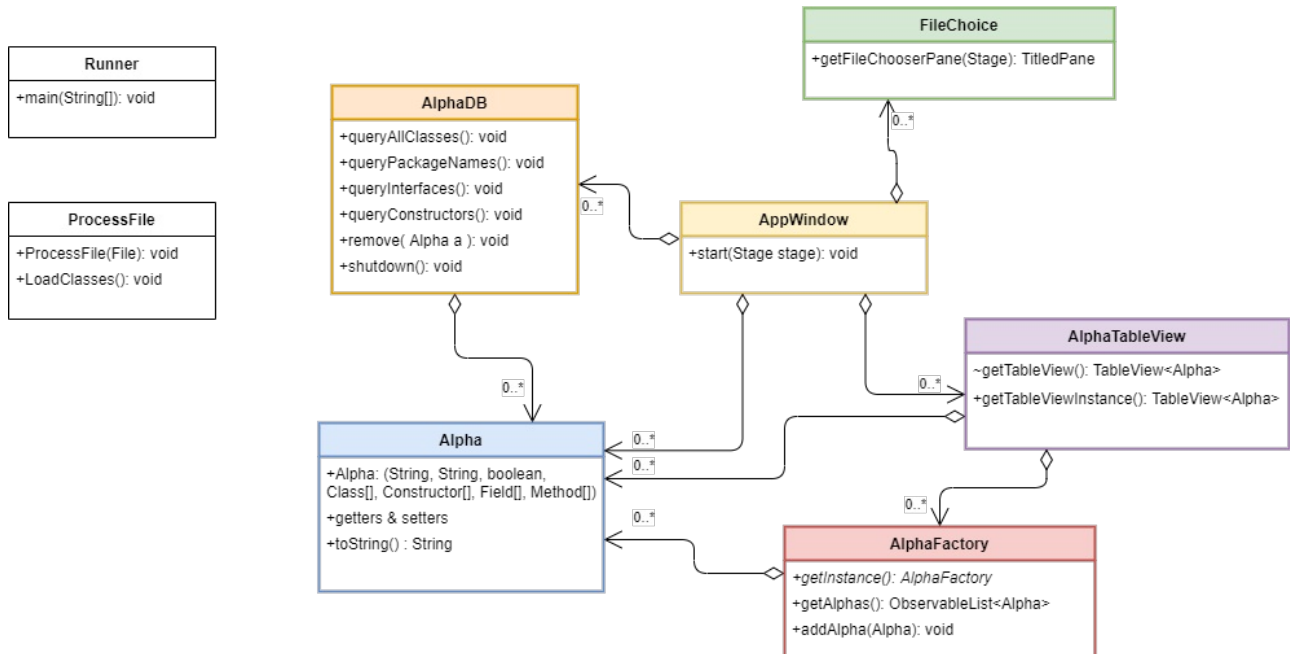 Runner
+main(String[]): void
ProcessFile
+ProcessFile(File): void
+LoadClasses(): void
AlphaDB
+queryAllClasses(): void
+queryPackageNames(): void
+queryInterfaces(): void
+queryConstructors(): void
+remove( Alpha a ): void
+shutdown(): void
FileChoice
+getFileChooserPane(Stage): TitledPane
0..*
0..*
AppWindow
+start(Stage stage): void
AlphaTableView
~getTableView(): TableView<Alpha>
+getTableViewInstance(): TableView<Alpha>
0..*
0..*
Alpha
+Alpha: (String, String, boolean,
Class[], Constructor[], Field[], Method[])
+getters & setters
+toString() : String
0..*
0..*
0..*
0..*
AlphaFactory
+getInstance(): AlphaFactory
+getAlphas(): ObservableList<Alpha>
+addAlpha(Alpha): void